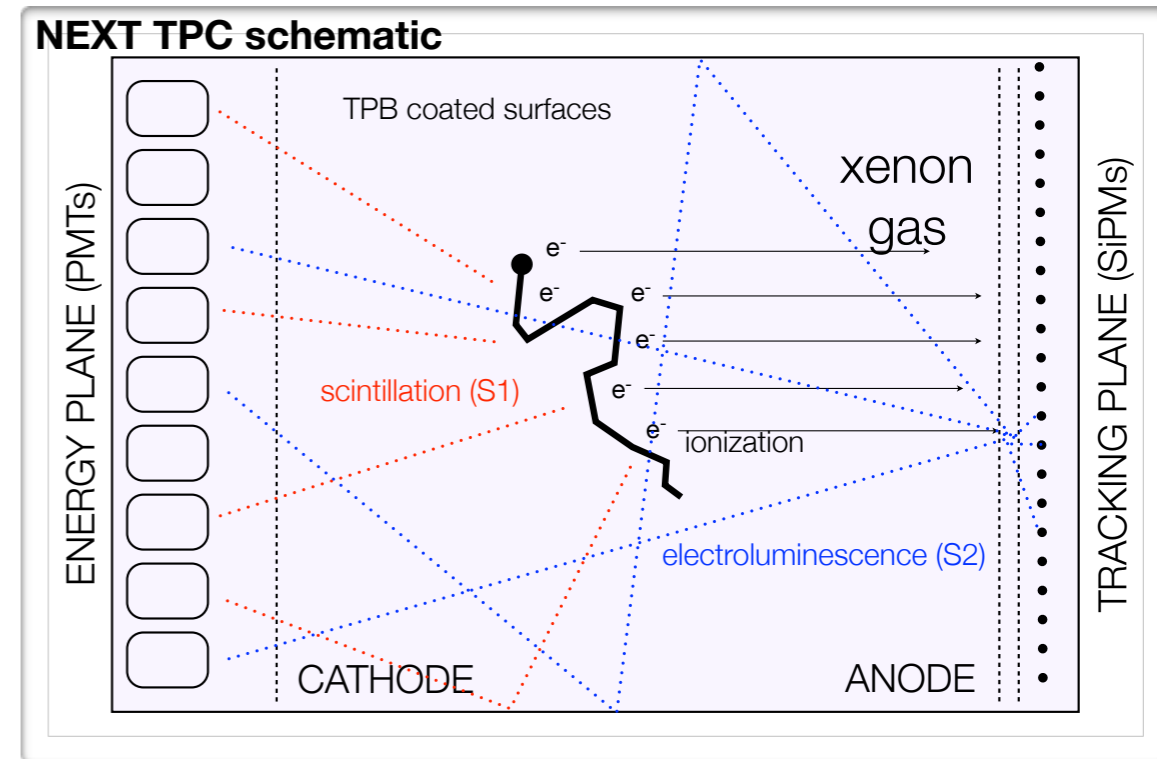 NEXT TPC schematic
TPB coated surfaces
xenon
gas
ENERGY PLANE (PMTs)
TRACKING PLANE (SiPMs)
e-
e-
e-
e-
e-
e-
scintillation (S1)
ionization
electroluminescence (S2)
CATHODE
ANODE